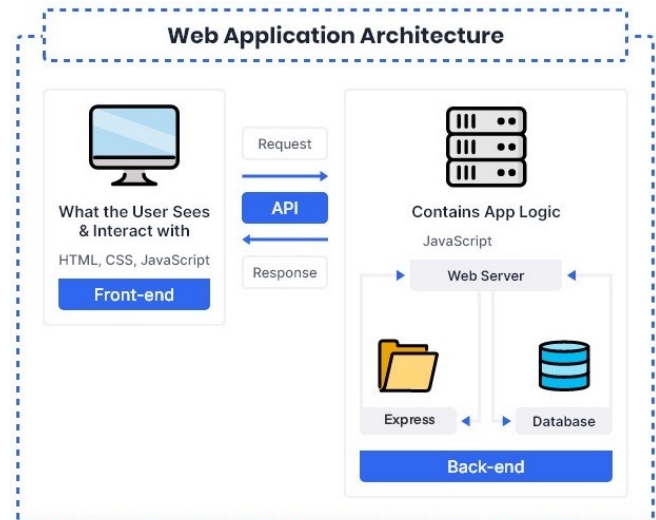 Web Application Architecture
What the User Sees
& Interact with
HTML, CSS, JavaScript
Front-end
Request
API
Response
Contains App Logic
JavaScript
Web Server
Express
Database
Back-end